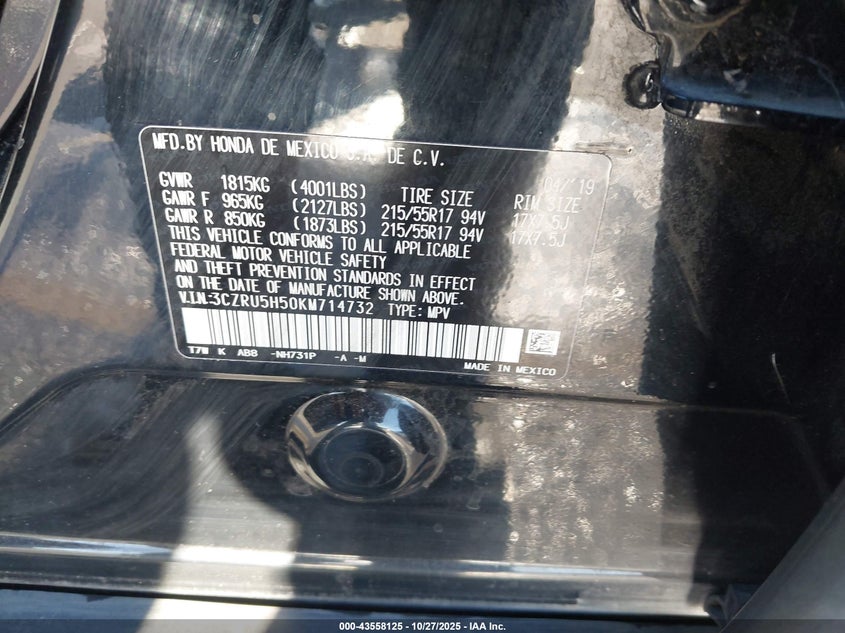 MFD.BY HONDA DE MEXICO S.A. DE C.V.
04/'19
GVWR 1815KG (4001LBS) TIRE SIZE RIM SIZE
GAWR F 965KG (2127LBS) 215/55R17 94V 17X7.5J
GAWR R 850KG (1873LBS) 215/55R17 94V 17X7.5J
THIS VEHICLE CONFORMS TO ALL APPLICABLE
FEDERAL MOTOR VEHICLE SAFETY
AND THEFT PREVENTION STANDARDS IN EFFECT
ON THE DATE OF MANUFACTURE SHOWN ABOVE.
V.I.N:3CZRU5H50KM714732 TYPE: MPV
T7W K ABB -NH731P -A -M
MADE IN MEXICO
000-43558125 | 10/27/2025 | IAA Inc.